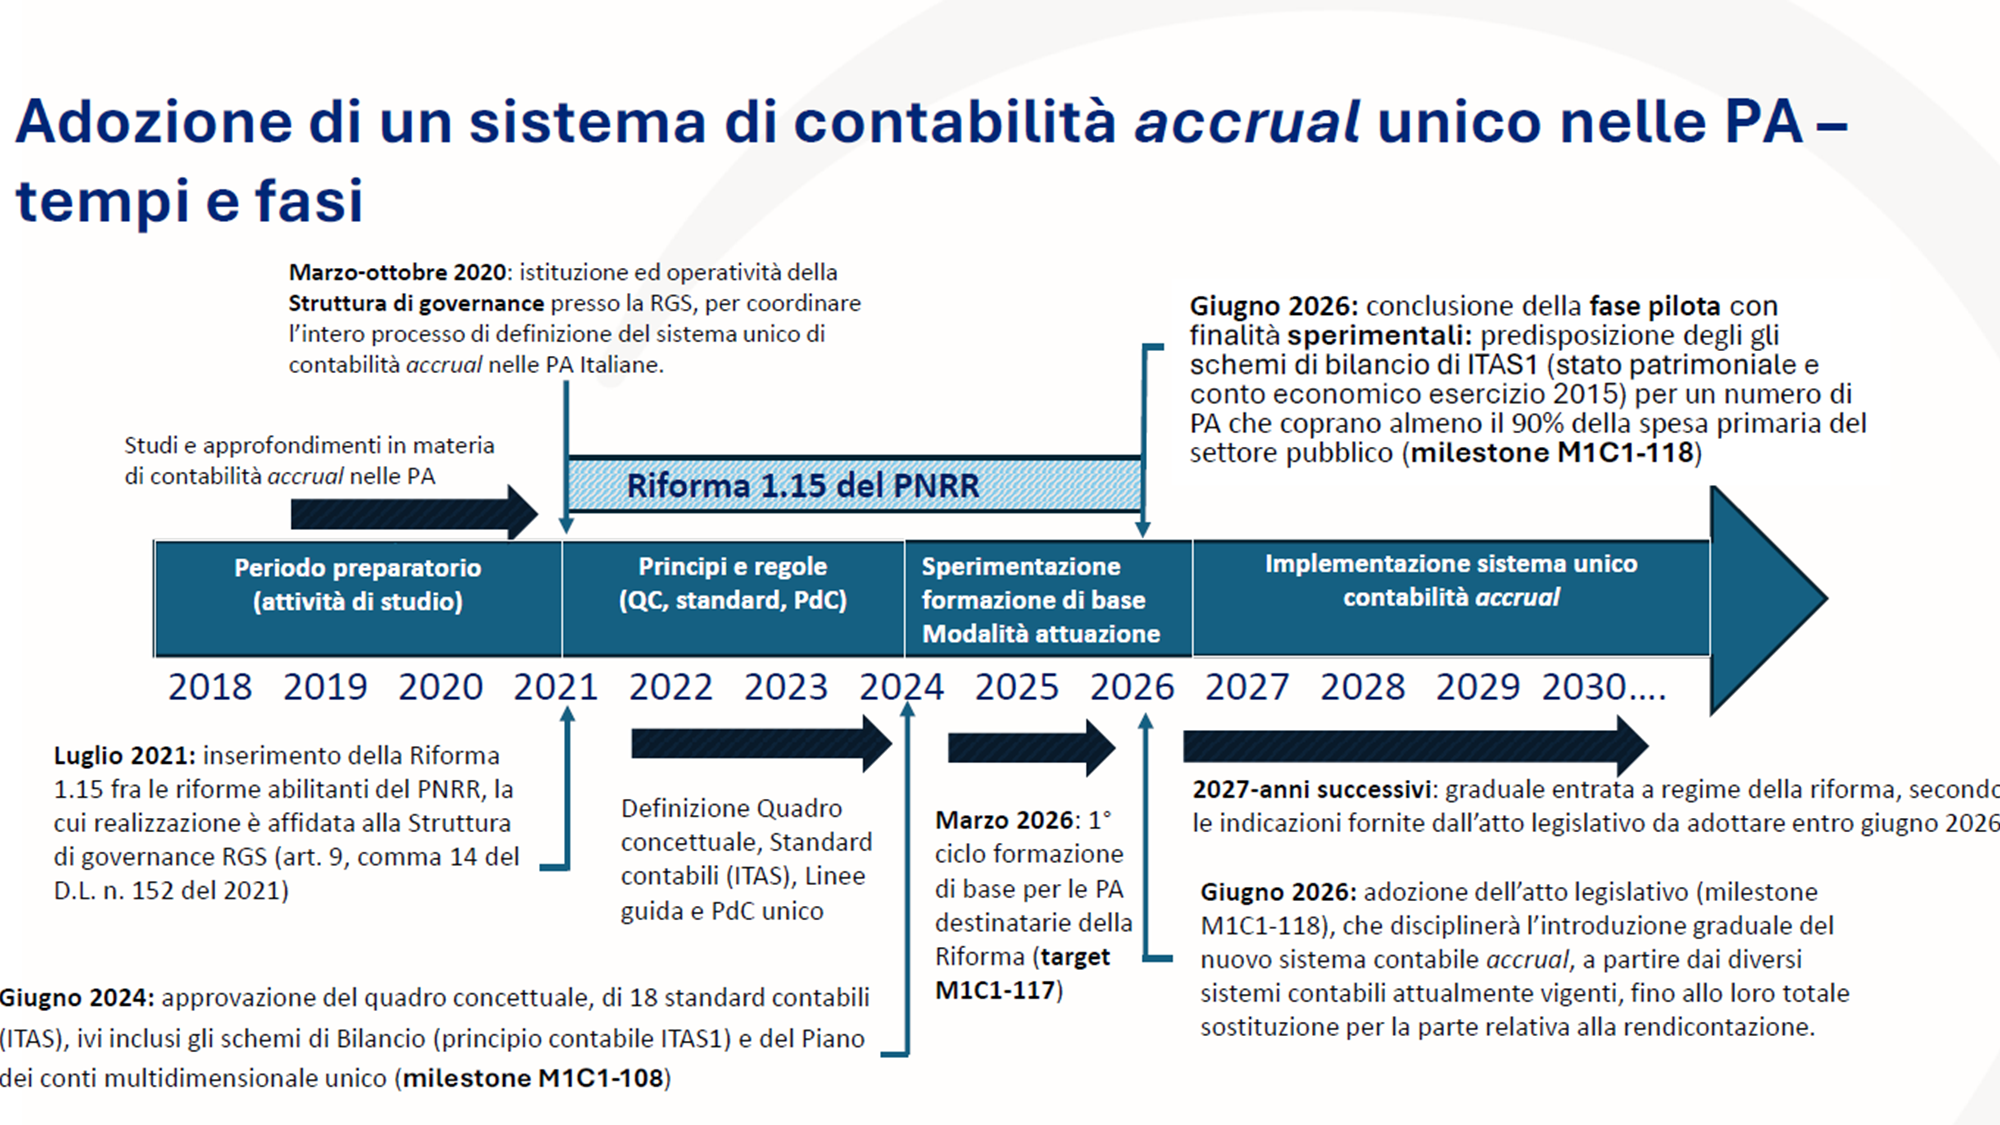 Adozione di un sistema di contabilità accrual unico nelle PA –
tempi e fasi
Marzo-ottobre 2020: istituzione ed operatività della
Struttura di governance presso la RGS, per coordinare
l'intero processo di definizione del sistema unico di
contabilità accrual nelle PA Italiane.
Giugno 2026: conclusione della fase pilota con
finalità sperimentali: predisposizione degli gli
schemi di bilancio di ITAS1 (stato patrimoniale e
conto economico esercizio 2015) per un numero di
PA che coprano almeno il 90% della spesa primaria del
settore pubblico (milestone M1C1-118)
Studi e approfondimenti in materia
di contabilità accrual nelle PA
Riforma 1.15 del PNRR
Periodo preparatorio
(attività di studio)
Principi e regole
(QC, standard, PdC)
Sperimentazione
formazione di base
Modalità attuazione
Implementazione sistema unico
contabilità accrual
2018 2019 2020 2021 2022 2023 2024 2025 2026 2027 2028 2029 2030....
Luglio 2021: inserimento della Riforma
1.15 fra le riforme abilitanti del PNRR, la
cui realizzazione è affidata alla Struttura
di governance RGS (art. 9, comma 14 del
D.L. n. 152 del 2021)
Definizione Quadro
concettuale, Standard
contabili (ITAS), Linee
guida e PdC unico
Marzo 2026: 1°
ciclo formazione
di base per le PA
destinatarie della
Riforma (target
M1C1-117)
2027-anni successivi: graduale entrata a regime della riforma, secondo
le indicazioni fornite dall'atto legislativo da adottare entro giugno 2026
Giugno 2026: adozione dell'atto legislativo (milestone
M1C1-118), che disciplinerà l'introduzione graduale del
nuovo sistema contabile accrual, a partire dai diversi
sistemi contabili attualmente vigenti, fino allo loro totale
sostituzione per la parte relativa alla rendicontazione.
Giugno 2024: approvazione del quadro concettuale, di 18 standard contabili
(ITAS), ivi inclusi gli schemi di Bilancio (principio contabile ITAS1) e del Piano
dei conti multidimensionale unico (milestone M1C1-108)